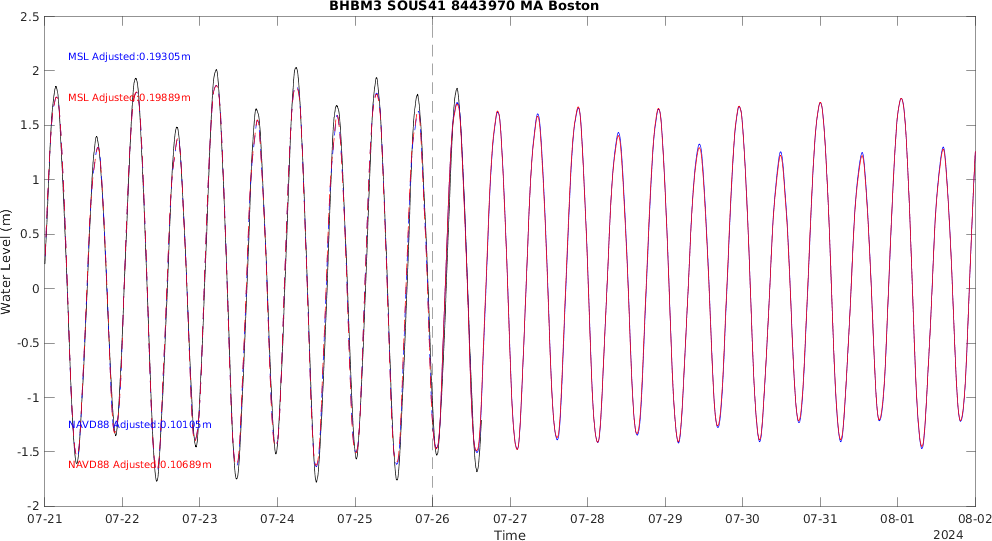 BHBM3 SOUS41 8443970 MA Boston
2.5
MSL Adjusted:0.19305m
2
MSL Adjusted:0.19889m
1.5
1
0.5
Water Level (m)
0
-0.5
-1
NAVD88 Adjusted:0.10105m
-1.5
NAVD88 Adjusted:0.10689m
-2
07-21 07-22 07-23 07-24 07-25 07-26 07-27 07-28 07-29 07-30 07-31 08-01 08-02
Time
2024